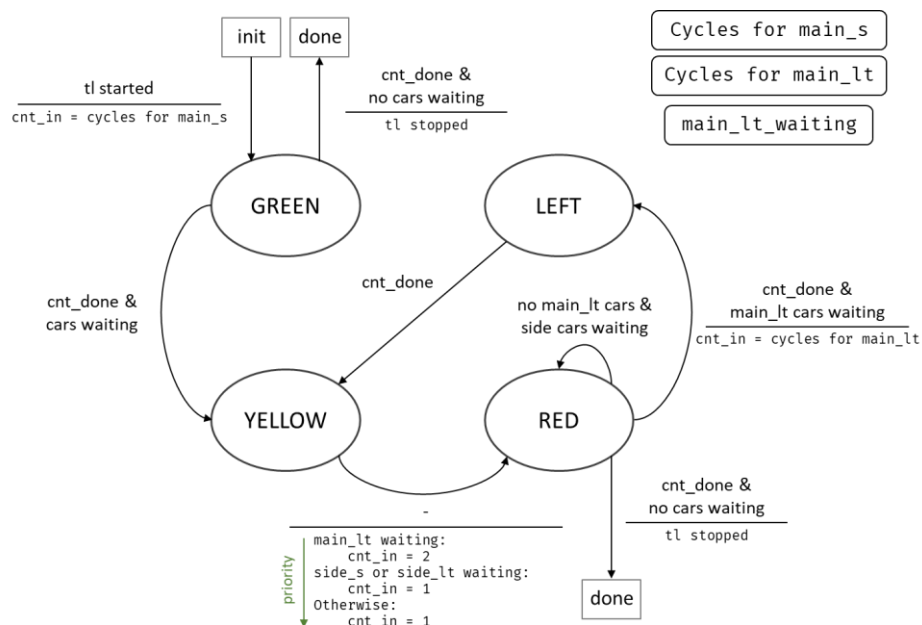 init
done
Cycles for main_s
Cycles for main_lt
main_lt_waiting
tl started
cnt_in = cycles for main_s
cnt_done &
no cars waiting
tl stopped
GREEN
LEFT
cnt_done &
cars waiting
cnt_done
no main_lt cars &
side cars waiting
cnt_done &
main_lt cars waiting
cnt_in = cycles for main_lt
YELLOW
RED
-
priority
main_lt waiting:
cnt_in = 2
side_s or side_lt waiting:
cnt_in = 1
Otherwise:
cnt in = 1
cnt_done &
no cars waiting
tl stopped
done